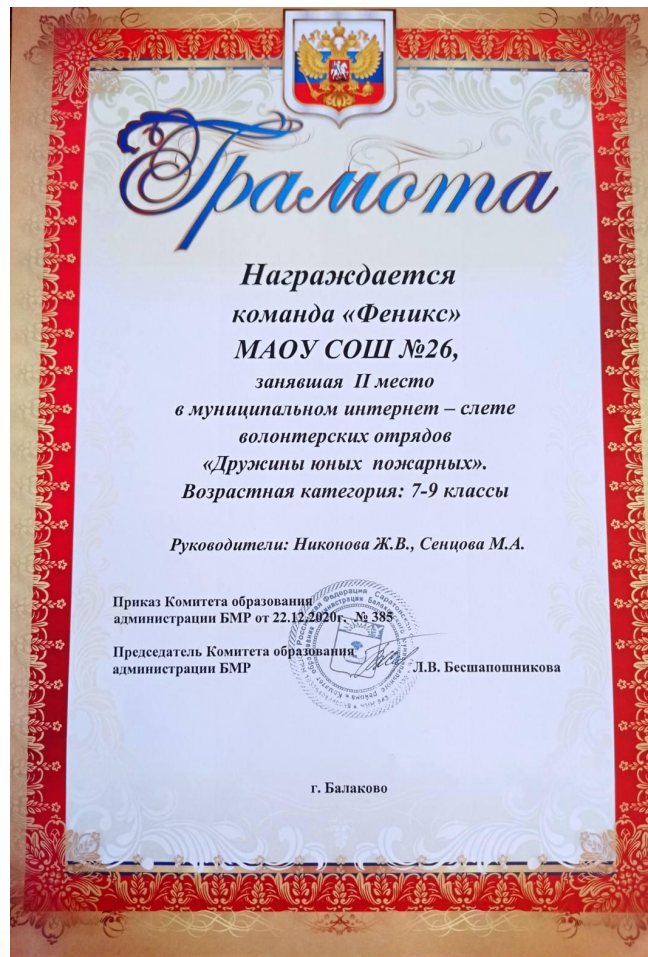 Грамота
Награждается
команда «Феникс»
МАОУ СОШ №26,
занявшая II место
в муниципальном интернет – слете
волонтерских отрядов
«Дружины юных пожарных».
Возрастная категория: 7-9 классы
Руководители: Никонова Ж.В., Сенцова М.А.
Приказ Комитета образования
администрации БМР от 22.12.2020г. № 385
Председатель Комитета образования
администрации БМР Л.В. Бесшапошникова
г. Балаково